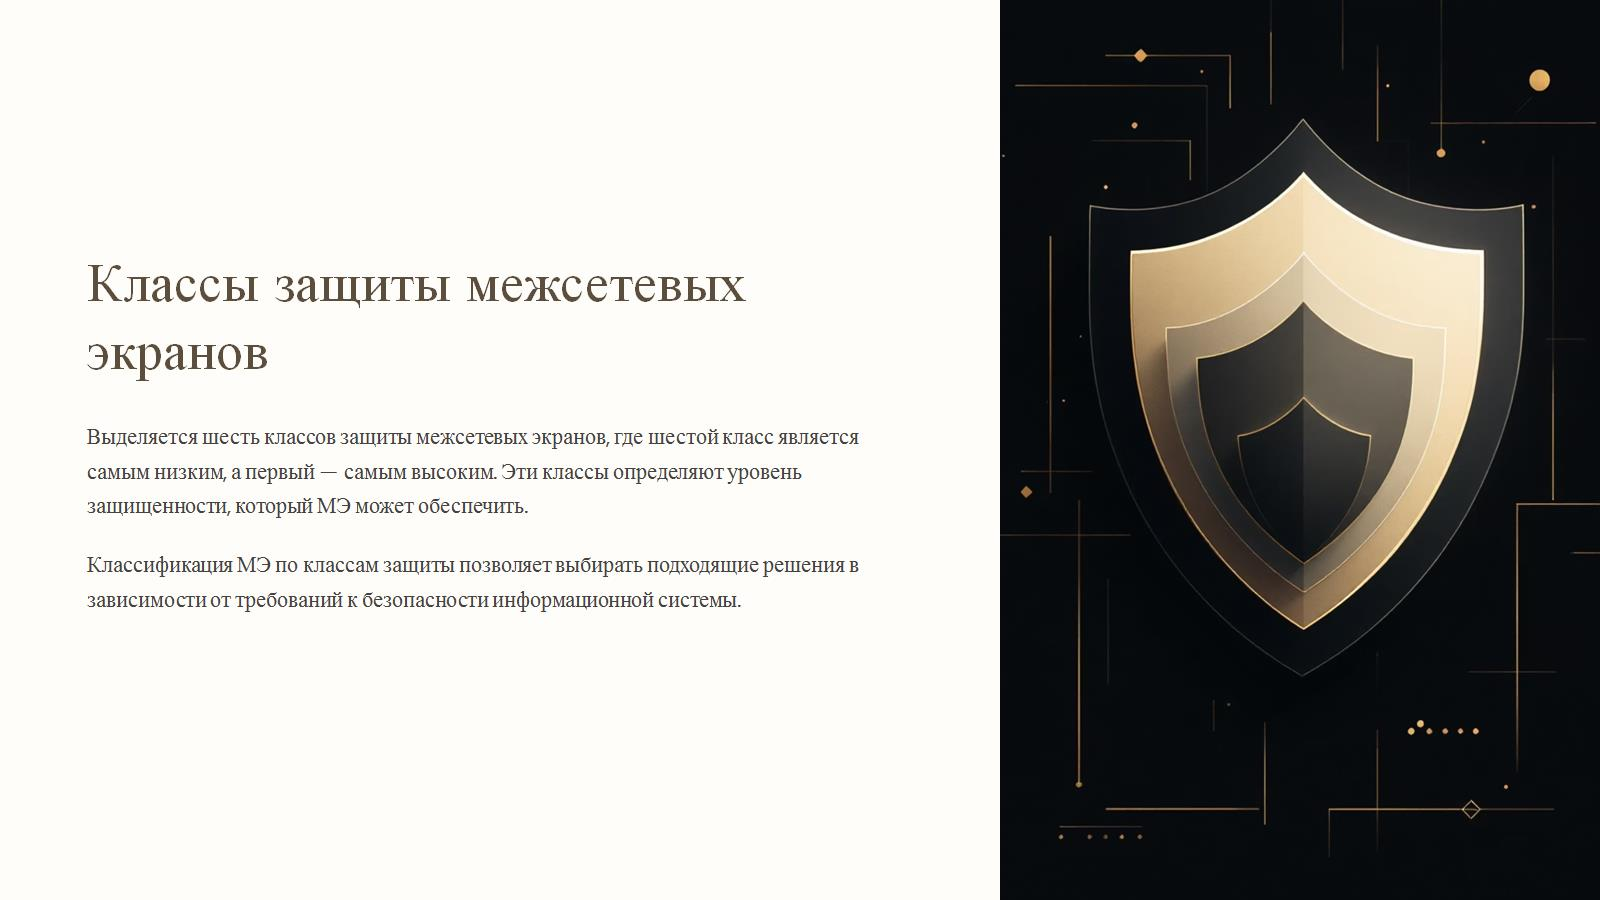 Классы защиты межсетевых
экранов
Выделяется шесть классов защиты межсетевых экранов, где шестой класс является
самым низким, а первый — самым высоким. Эти классы определяют уровень
защищенности, который МЭ может обеспечить.
Классификация МЭ по классам защиты позволяет выбирать подходящие решения в
зависимости от требований к безопасности информационной системы.